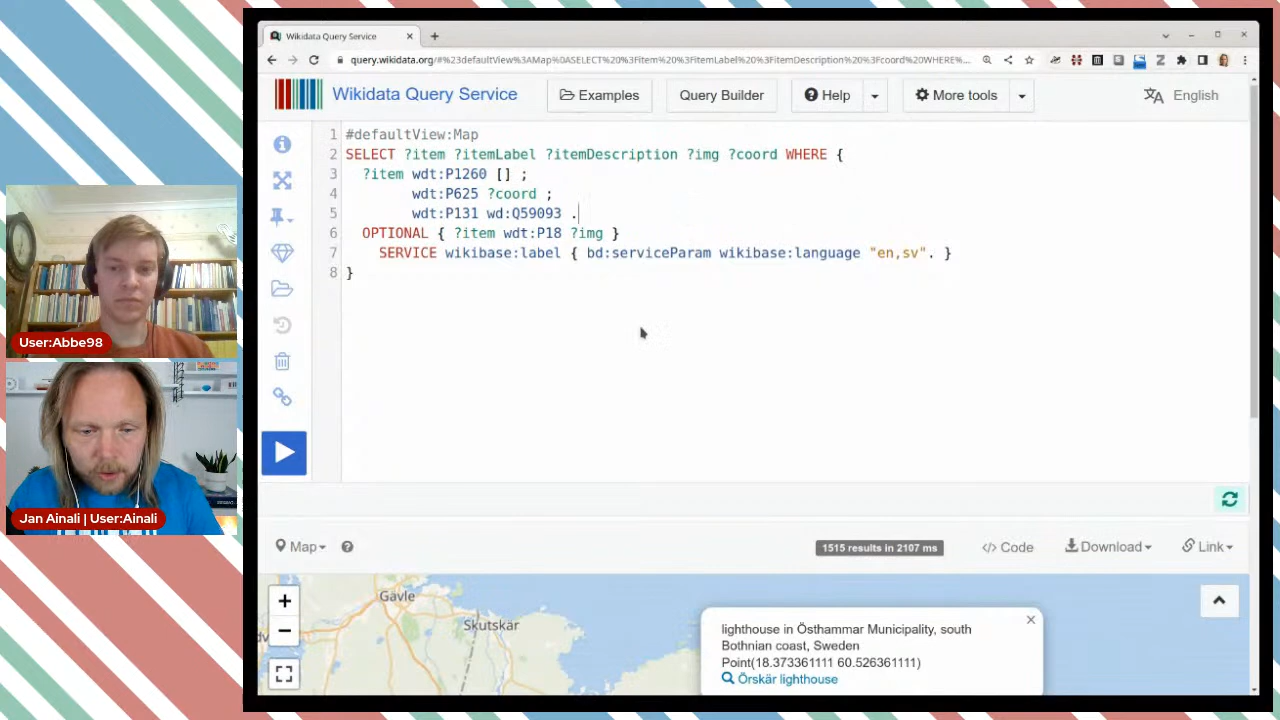 Wikidata Query Service
query.wikidata.org/#%23defaultView%3AMap%0ASELECT%20%3Fitem%20%3FitemLabel%20%3FitemDescription%20%3Fcoord%20WHERE%...
Wikidata Query Service
Examples
Query Builder
Help
More tools
English
1 #defaultView:Map
2 SELECT ?item ?itemLabel ?itemDescription ?img ?coord WHERE {
3 ?item wdt:P1260 [] ;
4 wdt:P625 ?coord ;
5 wdt:P131 wd:Q59093 .
6 OPTIONAL { ?item wdt:P18 ?img }
7 SERVICE wikibase:label { bd:serviceParam wikibase:language "en,sv". }
8 }
User:Abbe98
Jan Ainali | User:Ainali
Map
1515 results in 2107 ms
</> Code
Download
Link
+
−
Gävle
Skutskär
lighthouse in Östhammar Municipality, south
Bothnian coast, Sweden
Point(18.373361111 60.526361111)
Örskär lighthouse